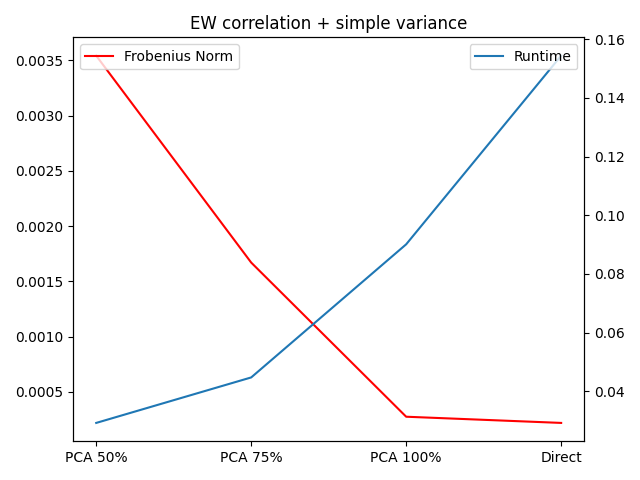 EW correlation + simple variance
Frobenius Norm
Runtime
0.0035
0.0030
0.0025
0.0020
0.0015
0.0010
0.0005
0.16
0.14
0.12
0.10
0.08
0.06
0.04
PCA 50%
PCA 75%
PCA 100%
Direct